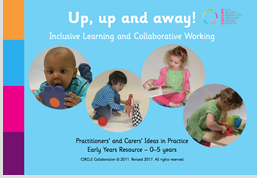 Up, up and away!
Inclusive Learning and Collaborative Working
Practitioners' and Carers' Ideas in Practice
Early Years Resource – 0–5 years
CIRCLE Collaboration © 2011. Revised 2017. All rights reserved